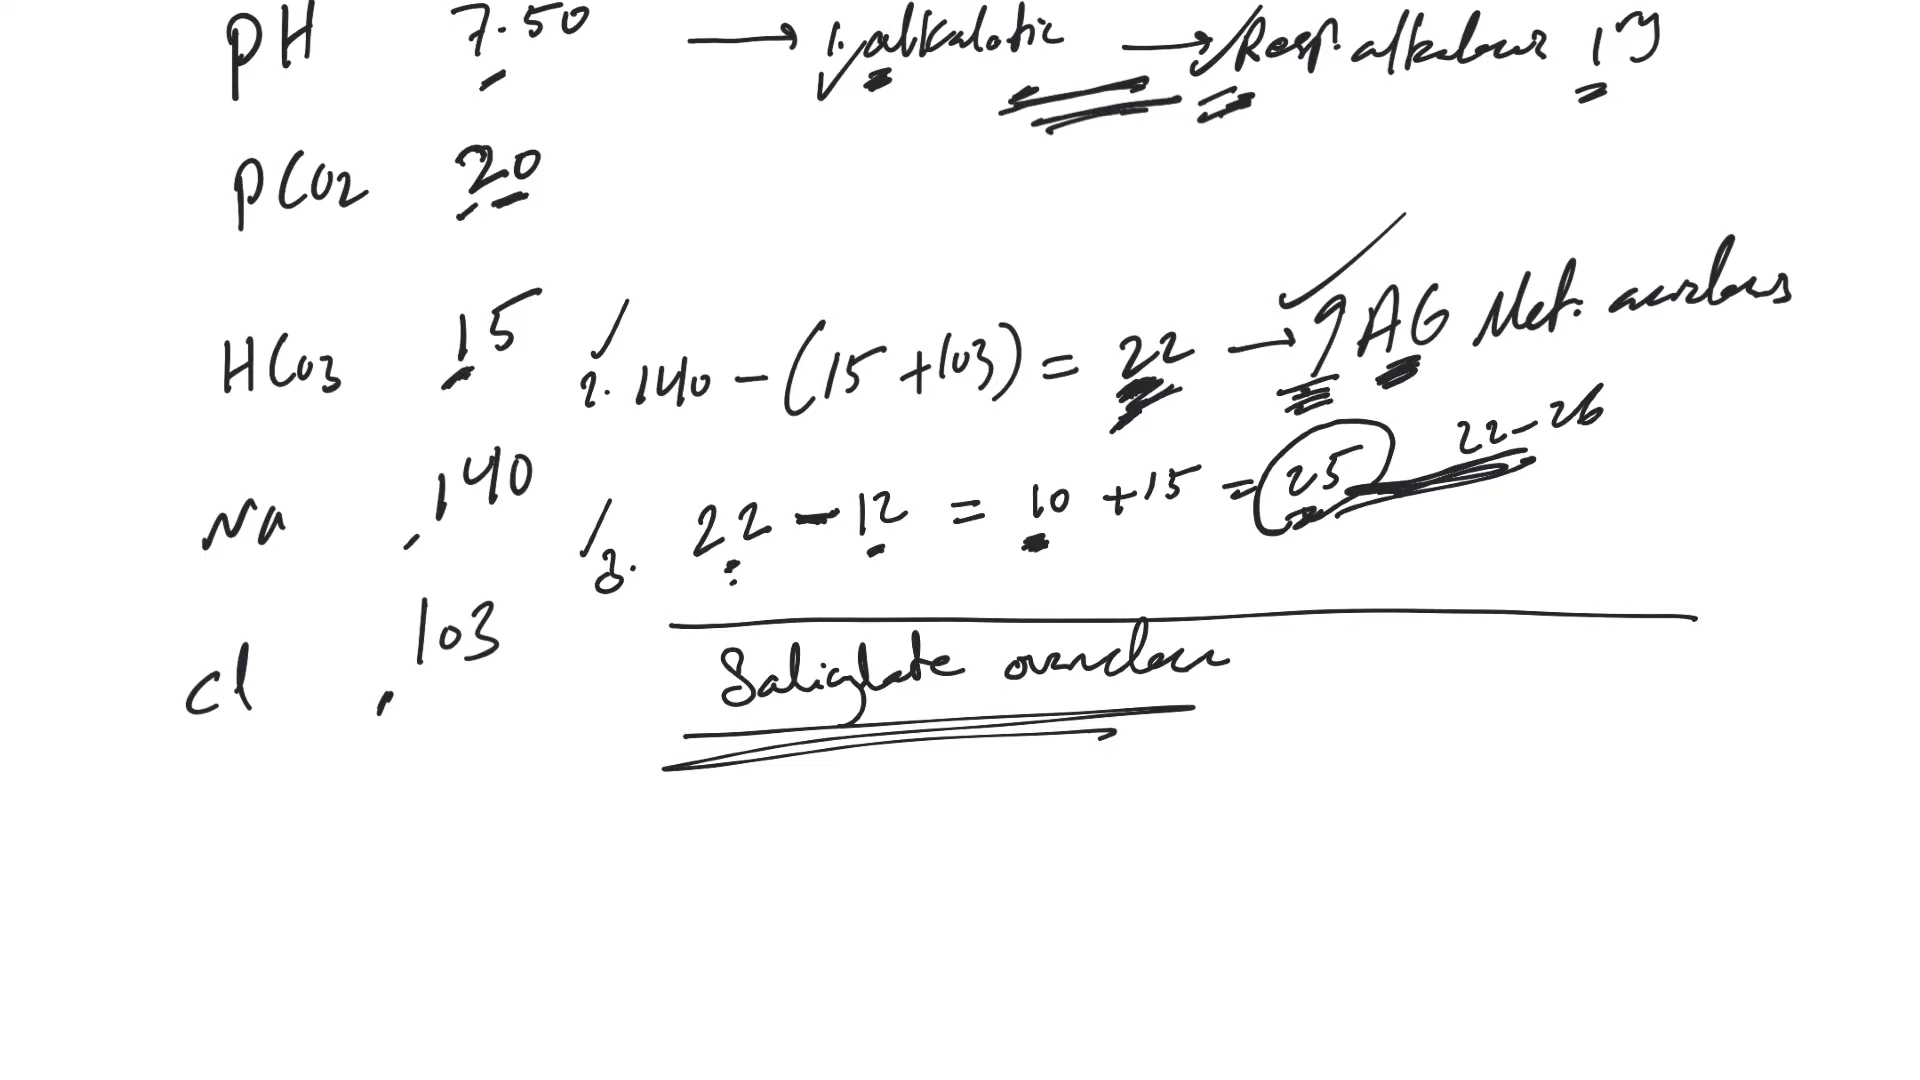 pH 7.50 → 1. alkalotic → Resp. alkalosis 1ry
pCO2 20
HCO3 15 2. 140 - (15 + 103) = 22 → ↑ AG Met. acidosis
22-26
Na 140 3. 22 - 12 = 10 + 15 = 25
Cl 103
Salicylate overdose